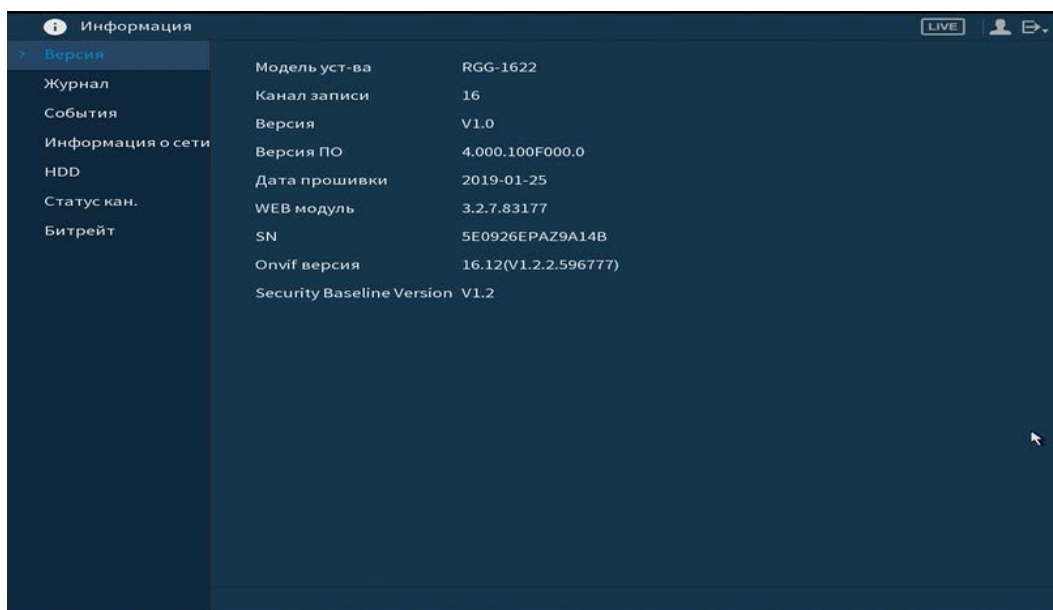 Информация
LIVE
Версия
Журнал
События
Информация о сети
HDD
Статус кан.
Битрейт
Модель уст-ва RGG-1622
Канал записи 16
Версия V1.0
Версия ПО 4.000.100F000.0
Дата прошивки 2019-01-25
WEB модуль 3.2.7.83177
SN 5E0926EPAZ9A14B
Onvif версия 16.12(V1.2.2.596777)
Security Baseline Version V1.2